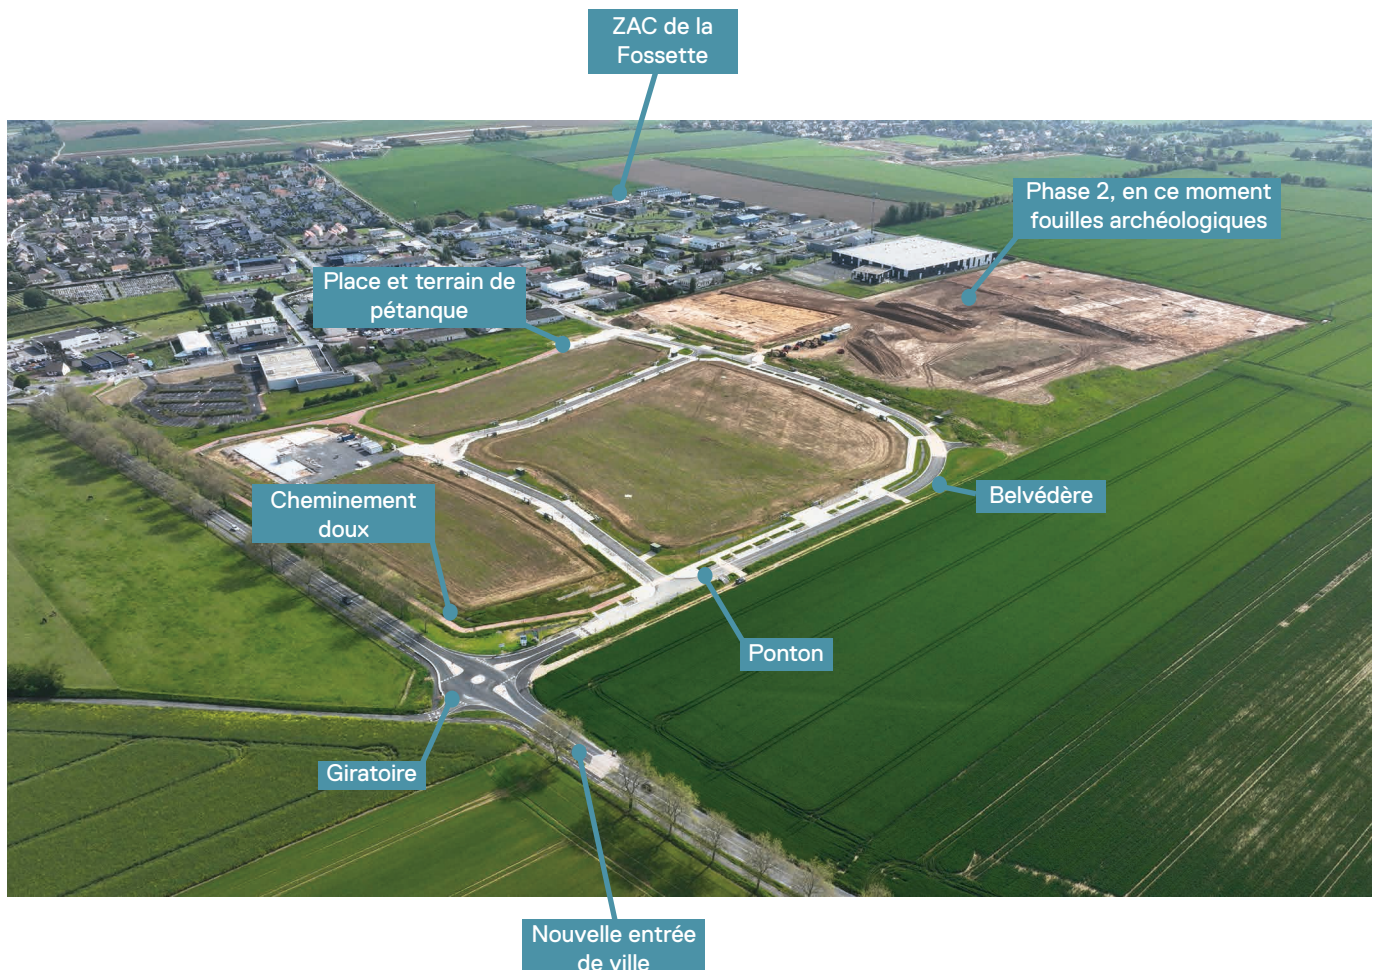 ZAC de la
Fossette
Phase 2, en ce moment
fouilles archéologiques
Place et terrain de
pétanque
Cheminement
doux
Belvédère
Ponton
Giratoire
Nouvelle entrée
de ville